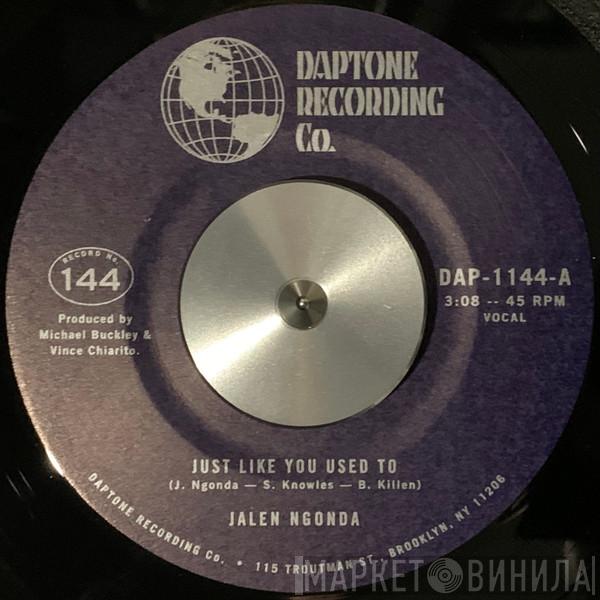 DAPTONE
RECORDING
Co.
RECORD No.
144
Produced by
Michael Buckley &
Vince Chiarito.
DAP-1144-A
3:08 -- 45 RPM
VOCAL
JUST LIKE YOU USED TO
(J. Ngonda — S. Knowles — B. Killen)
JALEN NGONDA
DAPTONE RECORDING Co. • 115 TROUTMAN ST., BROOKLYN, NY 11206
МАРКЕТ ВИНИЛА